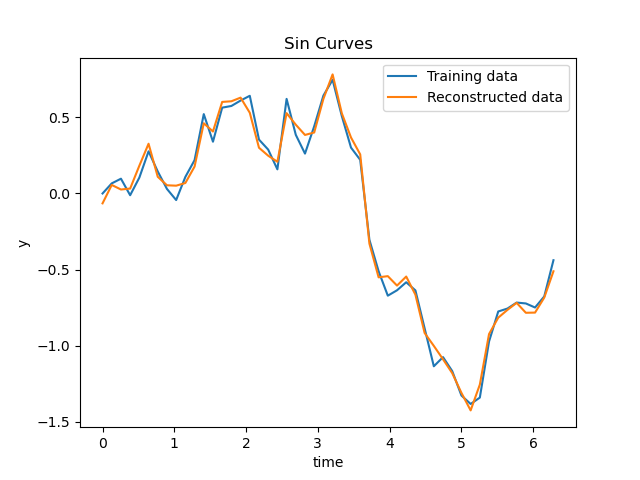 Sin Curves
Training data
Reconstructed data
0.5
0.0
−0.5
−1.0
−1.5
y
0 1 2 3 4 5 6
time